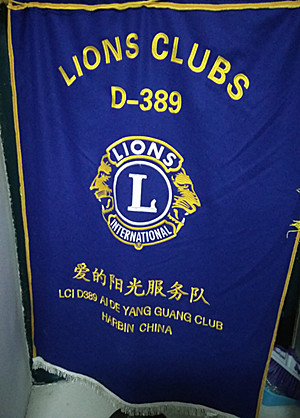 LIONS CLUBS
D-389
LIONS
L
INTERNATIONAL
爱的阳光服务队
LCI D389 AI DE YANG GUANG CLUB
HARBIN CHINA